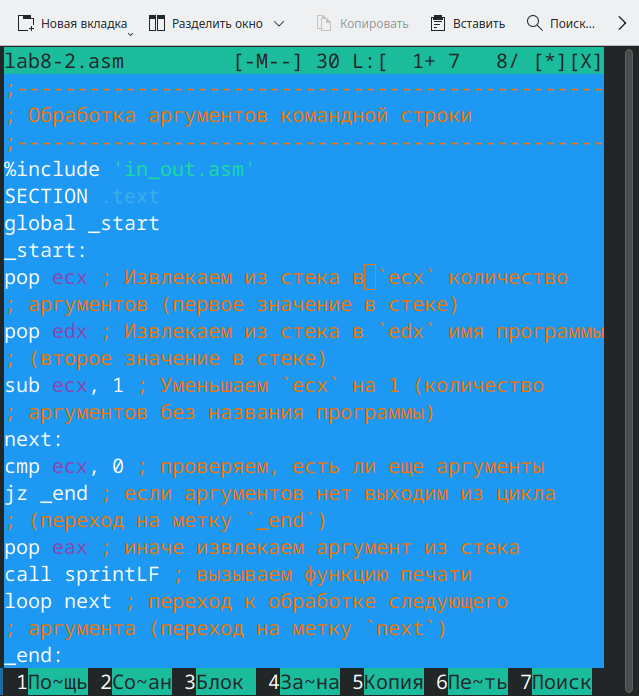 Новая вкладка Разделить окно Копировать Вставить Поиск...
lab8-2.asm [-M--] 30 L:[ 1+ 7 8/ [*][X]
;--------------------------------------------------
; Обработка аргументов командной строки
;--------------------------------------------------
%include 'in_out.asm'
SECTION .text
global _start
_start:
pop ecx ; Извлекаем из стека в `ecx` количество
; аргументов (первое значение в стеке)
pop edx ; Извлекаем из стека в `edx` имя программы
; (второе значение в стеке)
sub ecx, 1 ; Уменьшаем `ecx` на 1 (количество
; аргументов без названия программы)
next:
cmp ecx, 0 ; проверяем, есть ли еще аргументы
jz _end ; если аргументов нет выходим из цикла
; (переход на метку `_end`)
pop eax ; иначе извлекаем аргумент из стека
call sprintLF ; вызываем функцию печати
loop next ; переход к обработке следующего
; аргумента (переход на метку `next`)
_end:
1По~щь 2Со~ан 3Блок 4За~на 5Копия 6Пе~ть 7Поиск